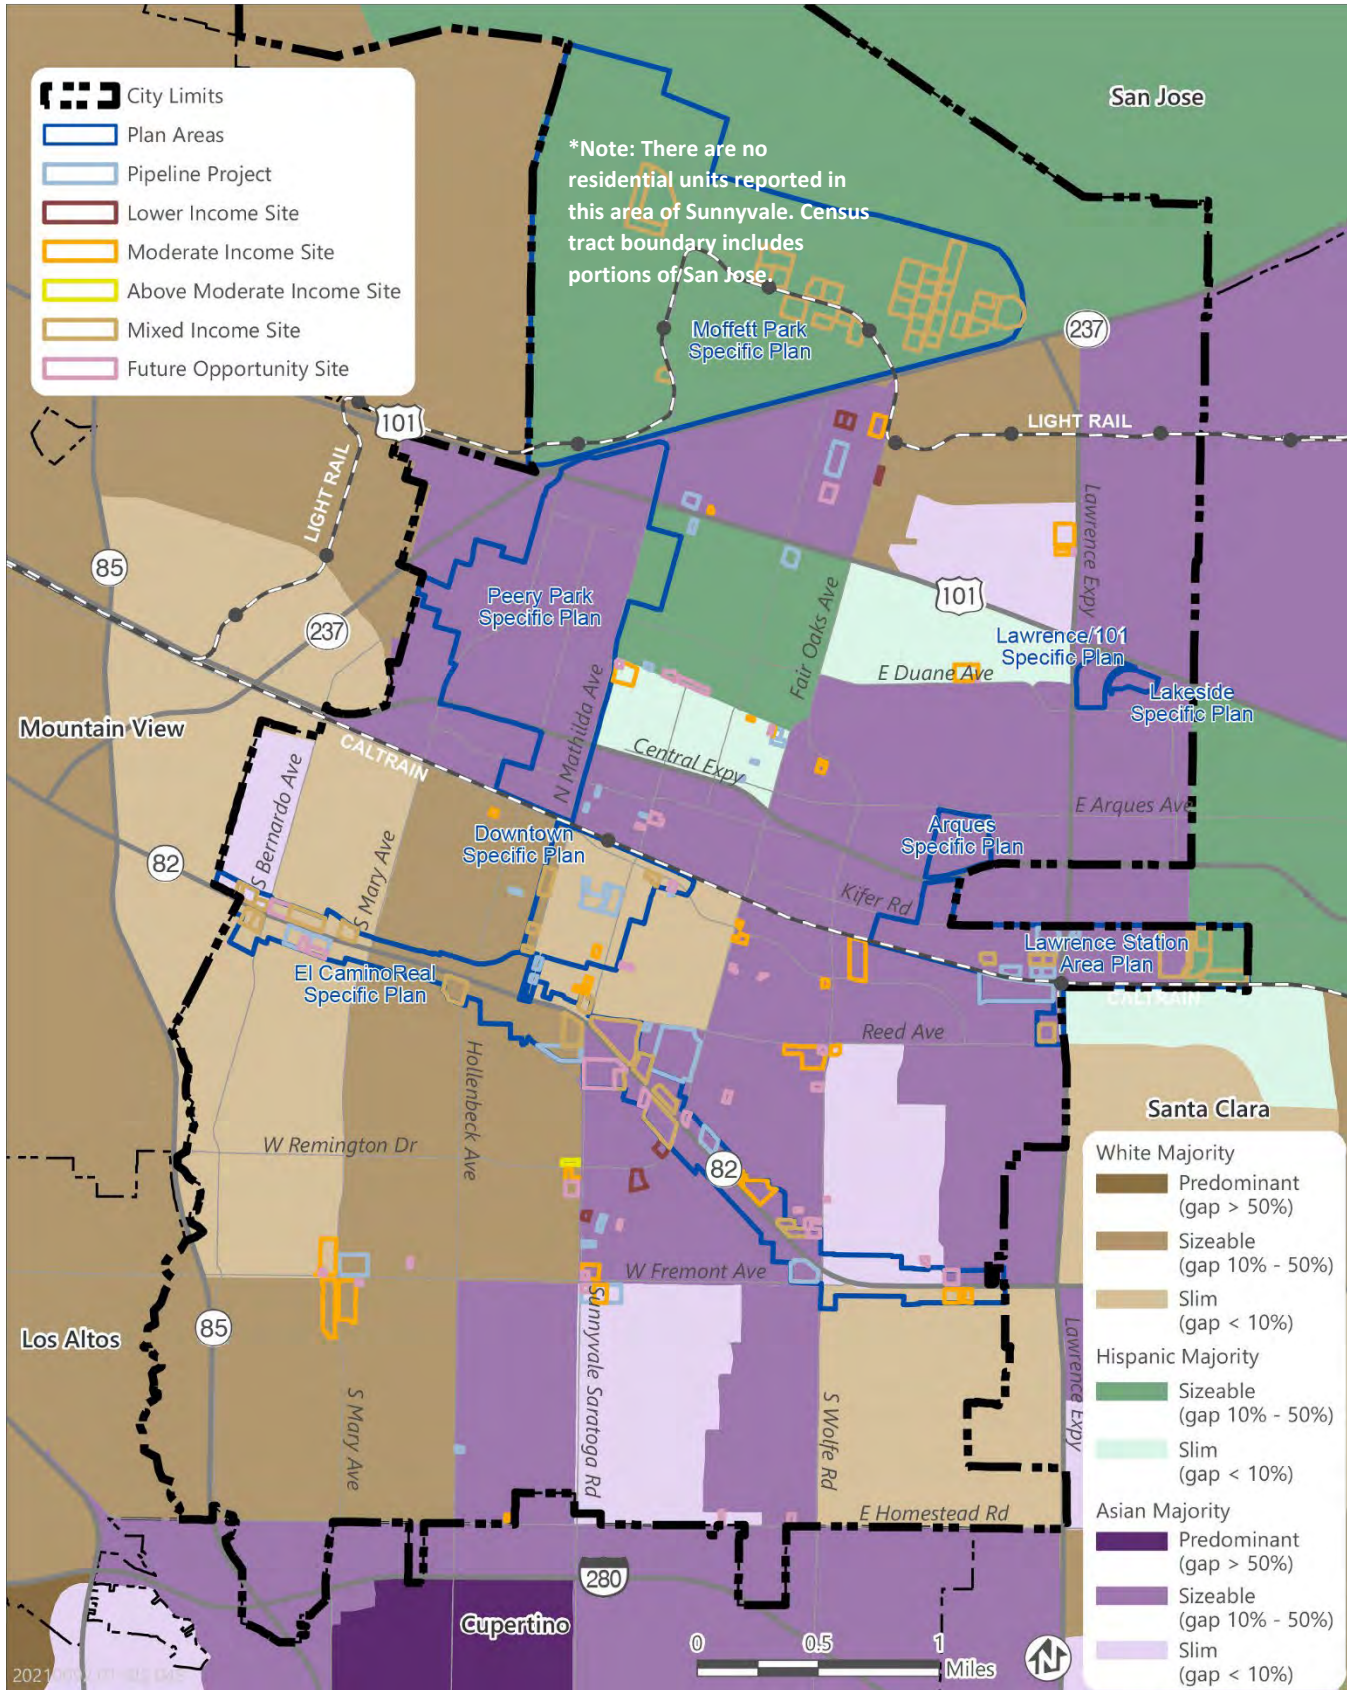 City Limits
Plan Areas
Pipeline Project
Lower Income Site
Moderate Income Site
Above Moderate Income Site
Mixed Income Site
Future Opportunity Site
San Jose
*Note: There are no
residential units reported in
this area of Sunnyvale. Census
tract boundary includes
portions of San Jose.
Moffett Park
Specific Plan
237
101
LIGHT RAIL
LIGHT RAIL
Lawrence Expy
85
237
Peery Park
Specific Plan
101
Fair Oaks Ave
Lawrence/101
Specific Plan
E Duane Ave
Lakeside
Specific Plan
Mountain View
CALTRAIN
N Mathilda Ave
Central Expy
S Bernardo Ave
S Mary Ave
E Arques Ave
82
Downtown
Specific Plan
Arques
Specific Plan
Kifer Rd
El CaminoReal
Specific Plan
Lawrence Station
Area Plan
CALTRAIN
Reed Ave
Hollenbeck Ave
Santa Clara
W Remington Dr
82
W Fremont Ave
Los Altos
85
S Mary Ave
Sunnyvale Saratoga Rd
S Wolfe Rd
Lawrence Expy
E Homestead Rd
280
Cupertino
0 0.5 1
Miles
N
White Majority
Predominant
(gap > 50%)
Sizeable
(gap 10% - 50%)
Slim
(gap < 10%)
Hispanic Majority
Sizeable
(gap 10% - 50%)
Slim
(gap < 10%)
Asian Majority
Predominant
(gap > 50%)
Sizeable
(gap 10% - 50%)
Slim
(gap < 10%)